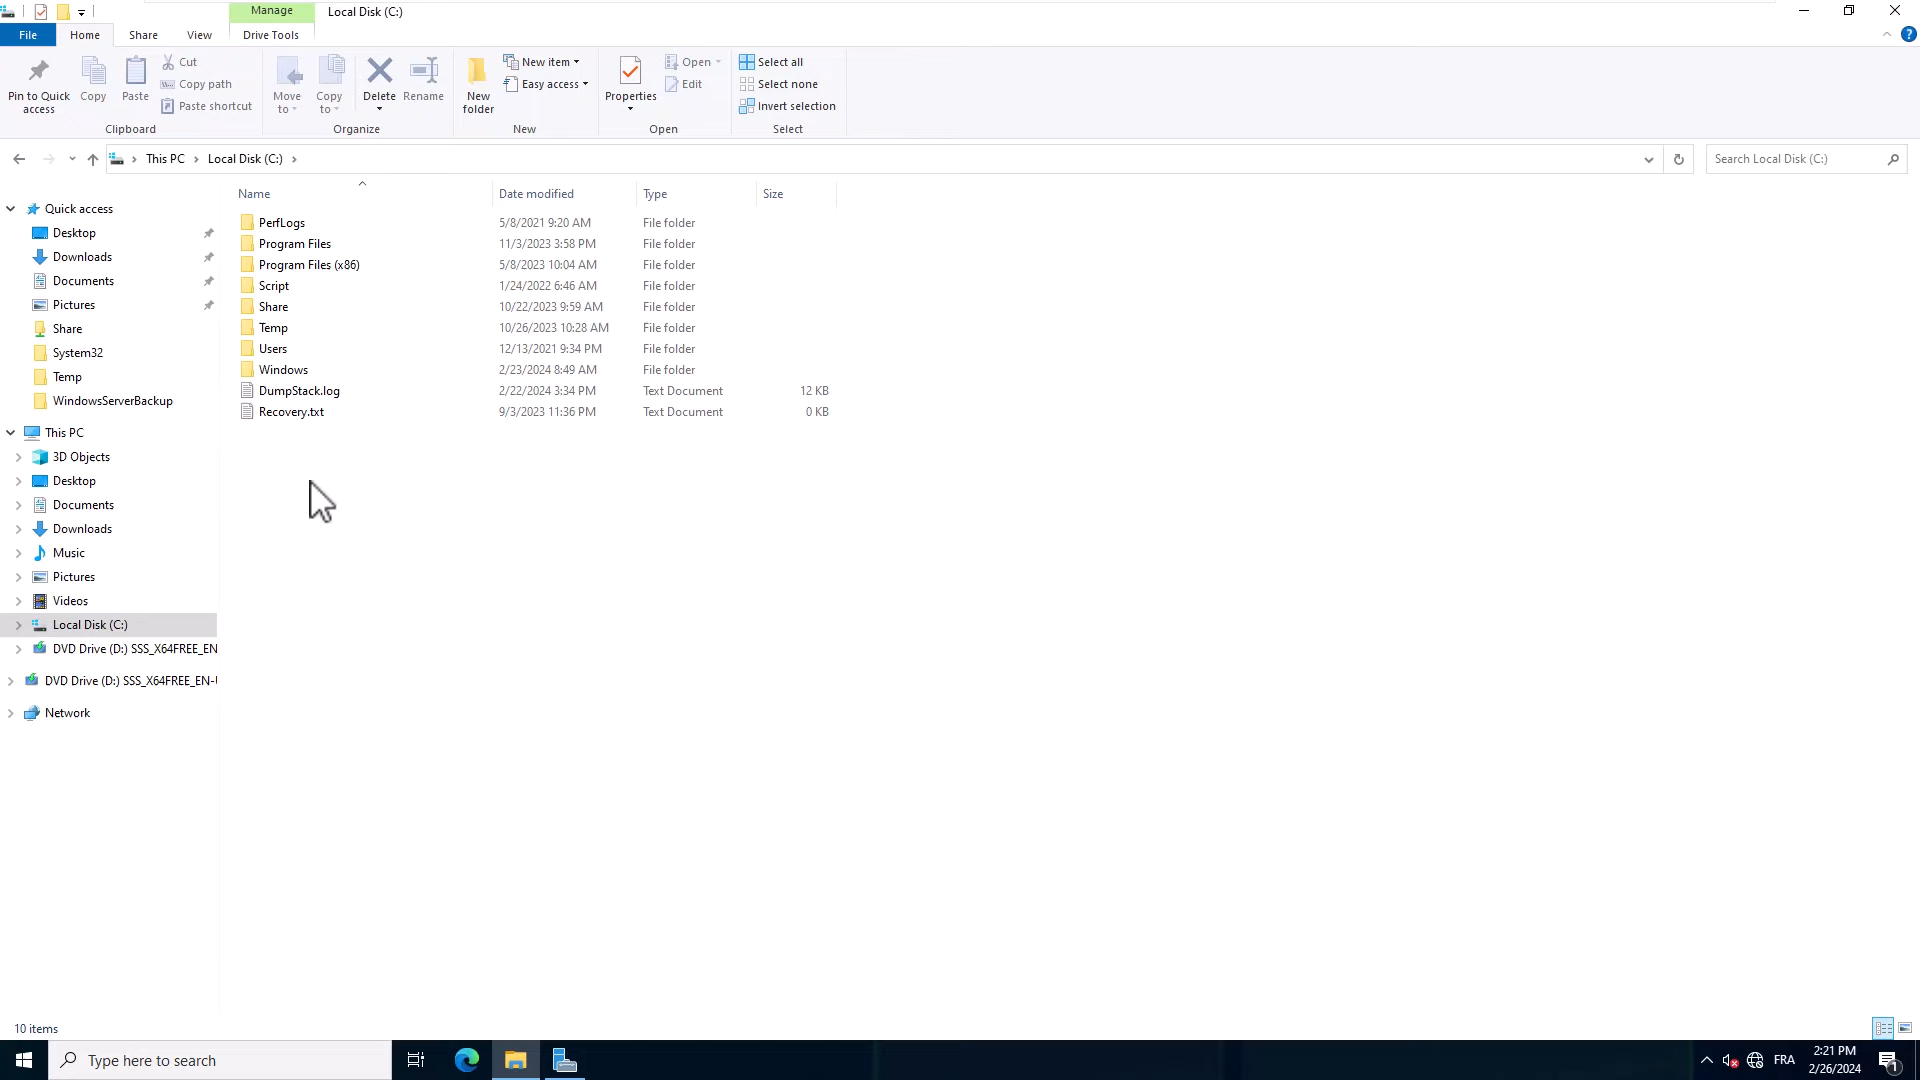 Manage
Local Disk (C:)
File
Home
Share
View
Drive Tools
Pin to Quick access
Copy
Paste
Cut
Copy path
Paste shortcut
Clipboard
Move to
Copy to
Delete
Rename
Organize
New folder
New item
Easy access
New
Properties
Open
Edit
Open
Select all
Select none
Invert selection
Select
This PC
Local Disk (C:)
Search Local Disk (C:)
Name Date modified Type Size
PerfLogs 5/8/2021 9:20 AM File folder
Program Files 11/3/2023 3:58 PM File folder
Program Files (x86) 5/8/2023 10:04 AM File folder
Script 1/24/2022 6:46 AM File folder
Share 10/22/2023 9:59 AM File folder
Temp 10/26/2023 10:28 AM File folder
Users 12/13/2021 9:34 PM File folder
Windows 2/23/2024 8:49 AM File folder
DumpStack.log 2/22/2024 3:34 PM Text Document 12 KB
Recovery.txt 9/3/2023 11:36 PM Text Document 0 KB
Quick access
Desktop
Downloads
Documents
Pictures
Share
System32
Temp
WindowsServerBackup
This PC
3D Objects
Desktop
Documents
Downloads
Music
Pictures
Videos
Local Disk (C:)
DVD Drive (D:) SSS_X64FREE_EN
DVD Drive (D:) SSS_X64FREE_EN-
Network
10 items
Type here to search
FRA
2:21 PM
2/26/2024
1